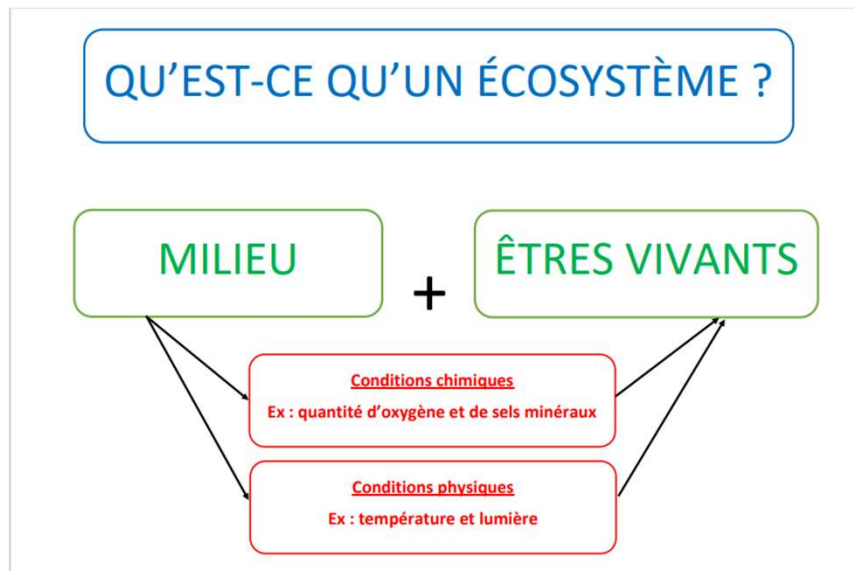 QU'EST-CE QU'UN ÉCOSYSTÈME ?
MILIEU
+
ÊTRES VIVANTS
Conditions chimiques
Ex : quantité d'oxygène et de sels minéraux
Conditions physiques
Ex : température et lumière